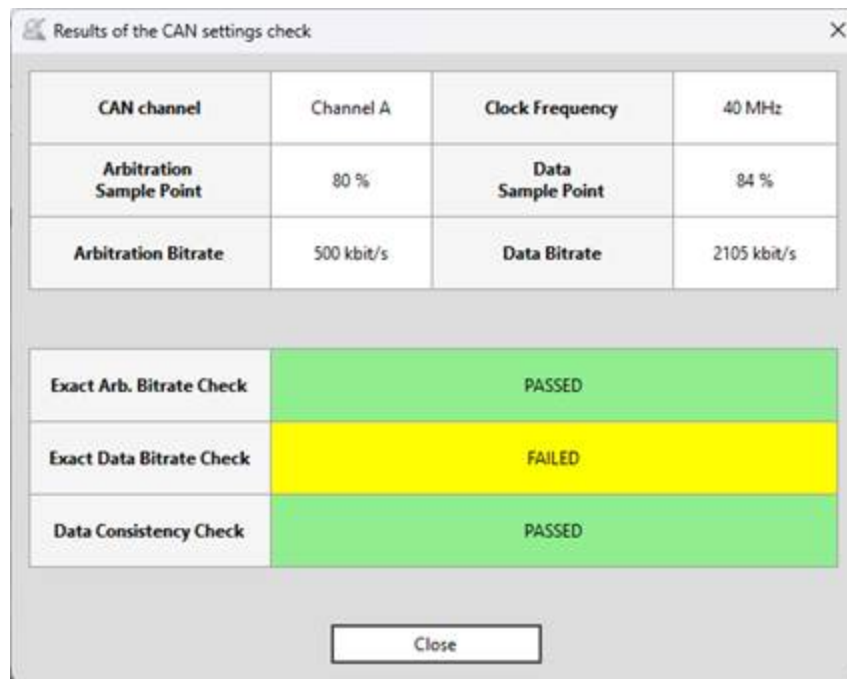 Results of the CAN settings check
CAN channel Channel A Clock Frequency 40 MHz
Arbitration
Sample Point 80 % Data
Sample Point 84 %
Arbitration Bitrate 500 kbit/s Data Bitrate 2105 kbit/s
Exact Arb. Bitrate Check PASSED
Exact Data Bitrate Check FAILED
Data Consistency Check PASSED
Close